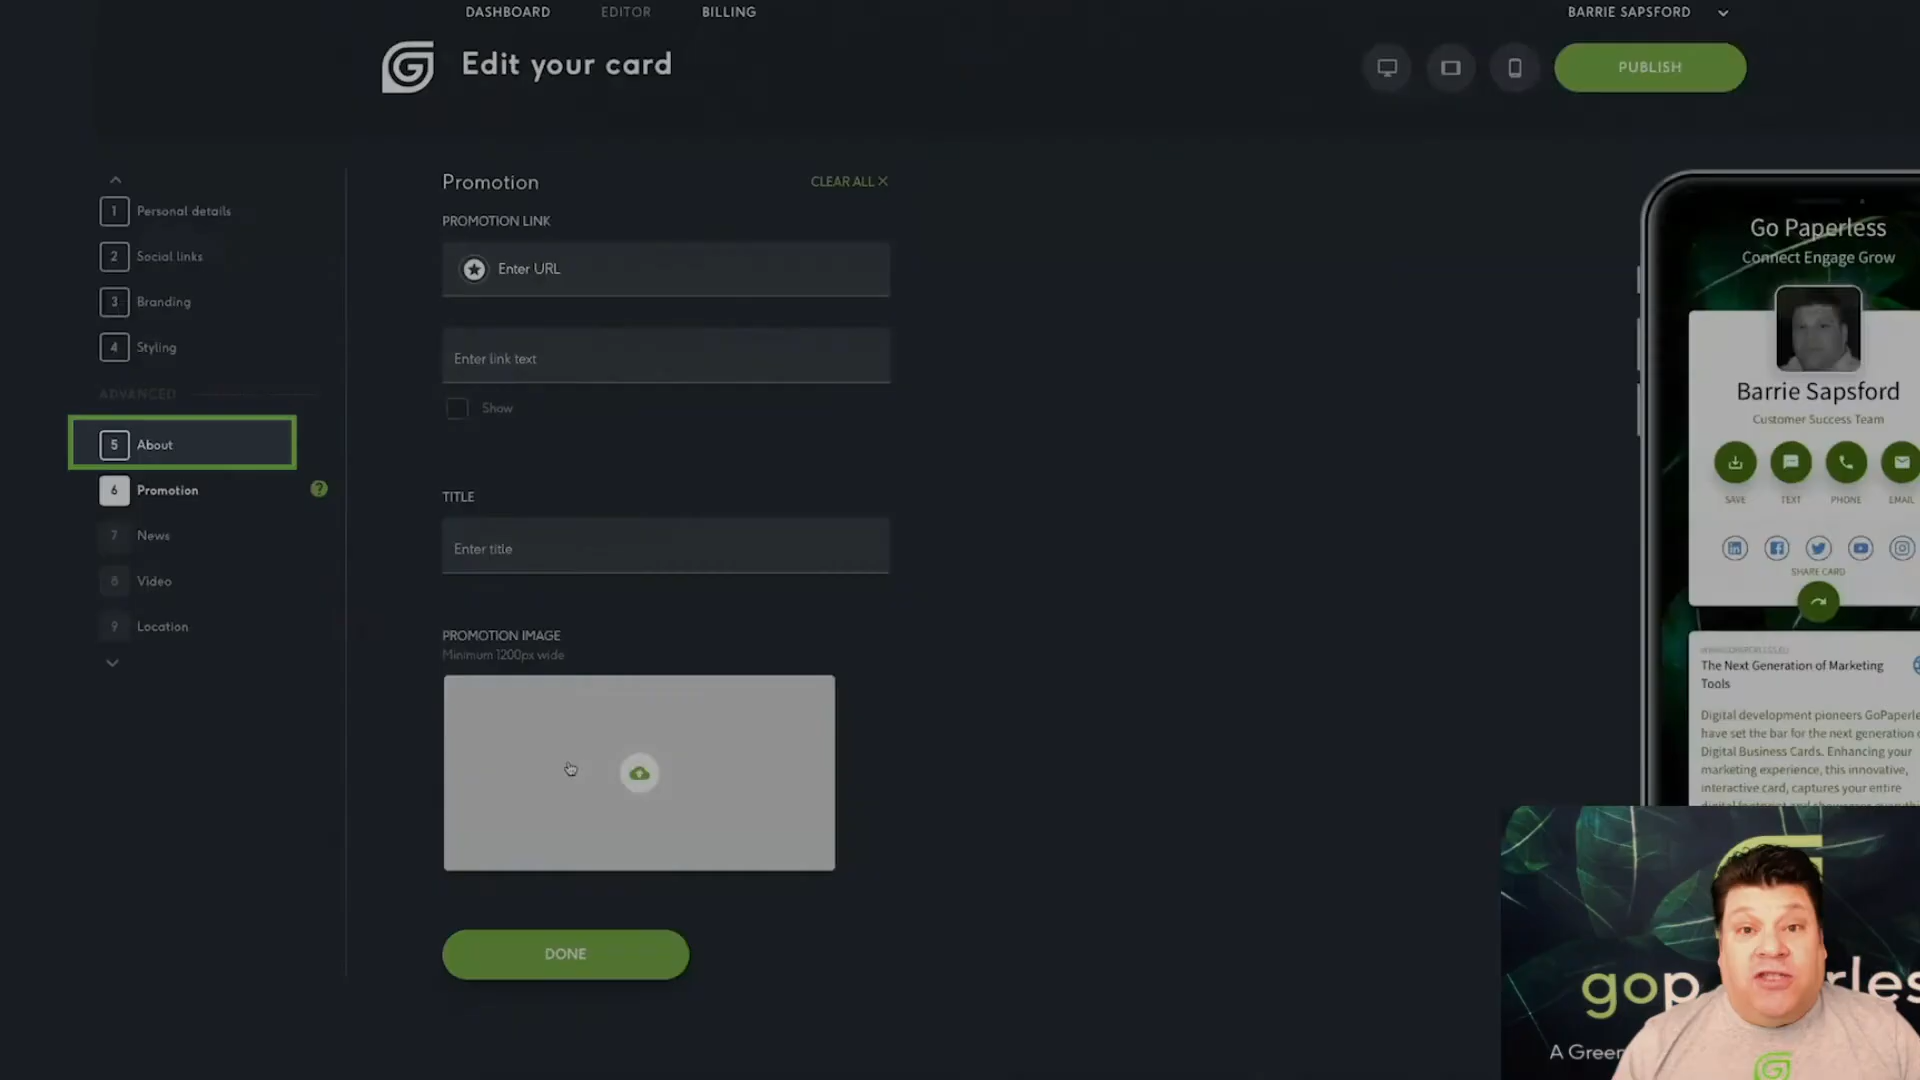 DASHBOARD
EDITOR
BILLING
BARRIE SAPSFORD
Edit your card
PUBLISH
1 Personal details
2 Social links
3 Branding
4 Styling
ADVANCED
5 About
6 Promotion
?
7 News
8 Video
9 Location
Promotion
CLEAR ALL X
PROMOTION LINK
Enter URL
Enter link text
Show
TITLE
Enter title
PROMOTION IMAGE
Minimum 1200px wide
DONE
Go Paperless
Connect Engage Grow
Barrie Sapsford
Customer Success Team
SAVE
TEXT
PHONE
EMAIL
SHARE CARD
The Next Generation of Marketing
Tools
Digital development pioneers GoPaperle
have set the bar for the next generation
Digital Business Cards. Enhancing your
marketing experience, this innovative,
interactive card, captures your entire
gop
rles
A Green